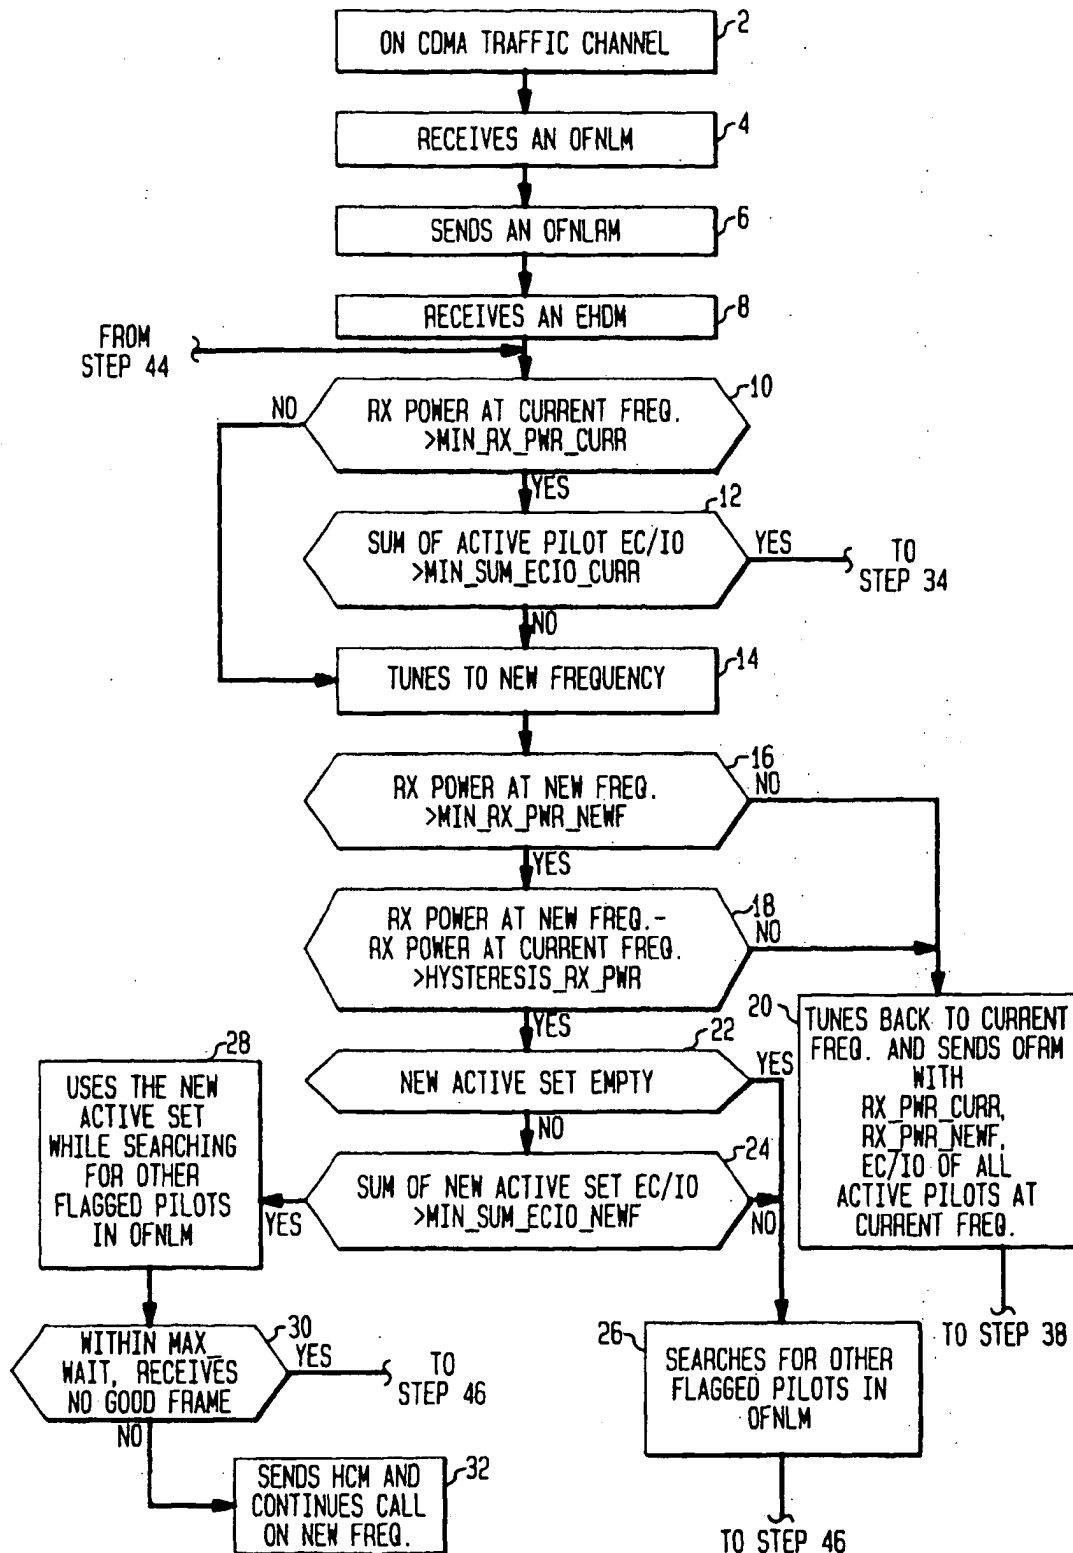 ON CDMA TRAFFIC CHANNEL
2
RECEIVES AN OFNLM
4
SENDS AN OFNLRM
6
RECEIVES AN EHDM
8
FROM
STEP 44
RX POWER AT CURRENT FREQ.
>MIN_RX_PWR_CURR
10
NO
YES
SUM OF ACTIVE PILOT EC/IO
>MIN_SUM_ECIO_CURR
12
YES
TO
STEP 34
NO
TUNES TO NEW FREQUENCY
14
RX POWER AT NEW FREQ.
>MIN_RX_PWR_NEWF
16
NO
YES
RX POWER AT NEW FREQ.-
RX POWER AT CURRENT FREQ.
>HYSTERESIS_RX_PWR
18
NO
YES
20
TUNES BACK TO CURRENT
FREQ. AND SENDS OFRM
WITH
RX_PWR_CURR,
RX_PWR_NEWF,
EC/IO OF ALL
ACTIVE PILOTS AT
CURRENT FREQ.
TO STEP 38
NEW ACTIVE SET EMPTY
22
YES
NO
SUM OF NEW ACTIVE SET EC/IO
>MIN_SUM_ECIO_NEWF
24
YES
NO
28
USES THE NEW
ACTIVE SET
WHILE SEARCHING
FOR OTHER
FLAGGED PILOTS
IN OFNLM
WITHIN MAX_
WAIT, RECEIVES
NO GOOD FRAME
30
YES
TO
STEP 46
NO
SENDS HCM AND
CONTINUES CALL
ON NEW FREQ.
32
26
SEARCHES FOR OTHER
FLAGGED PILOTS IN
OFNLM
TO STEP 46